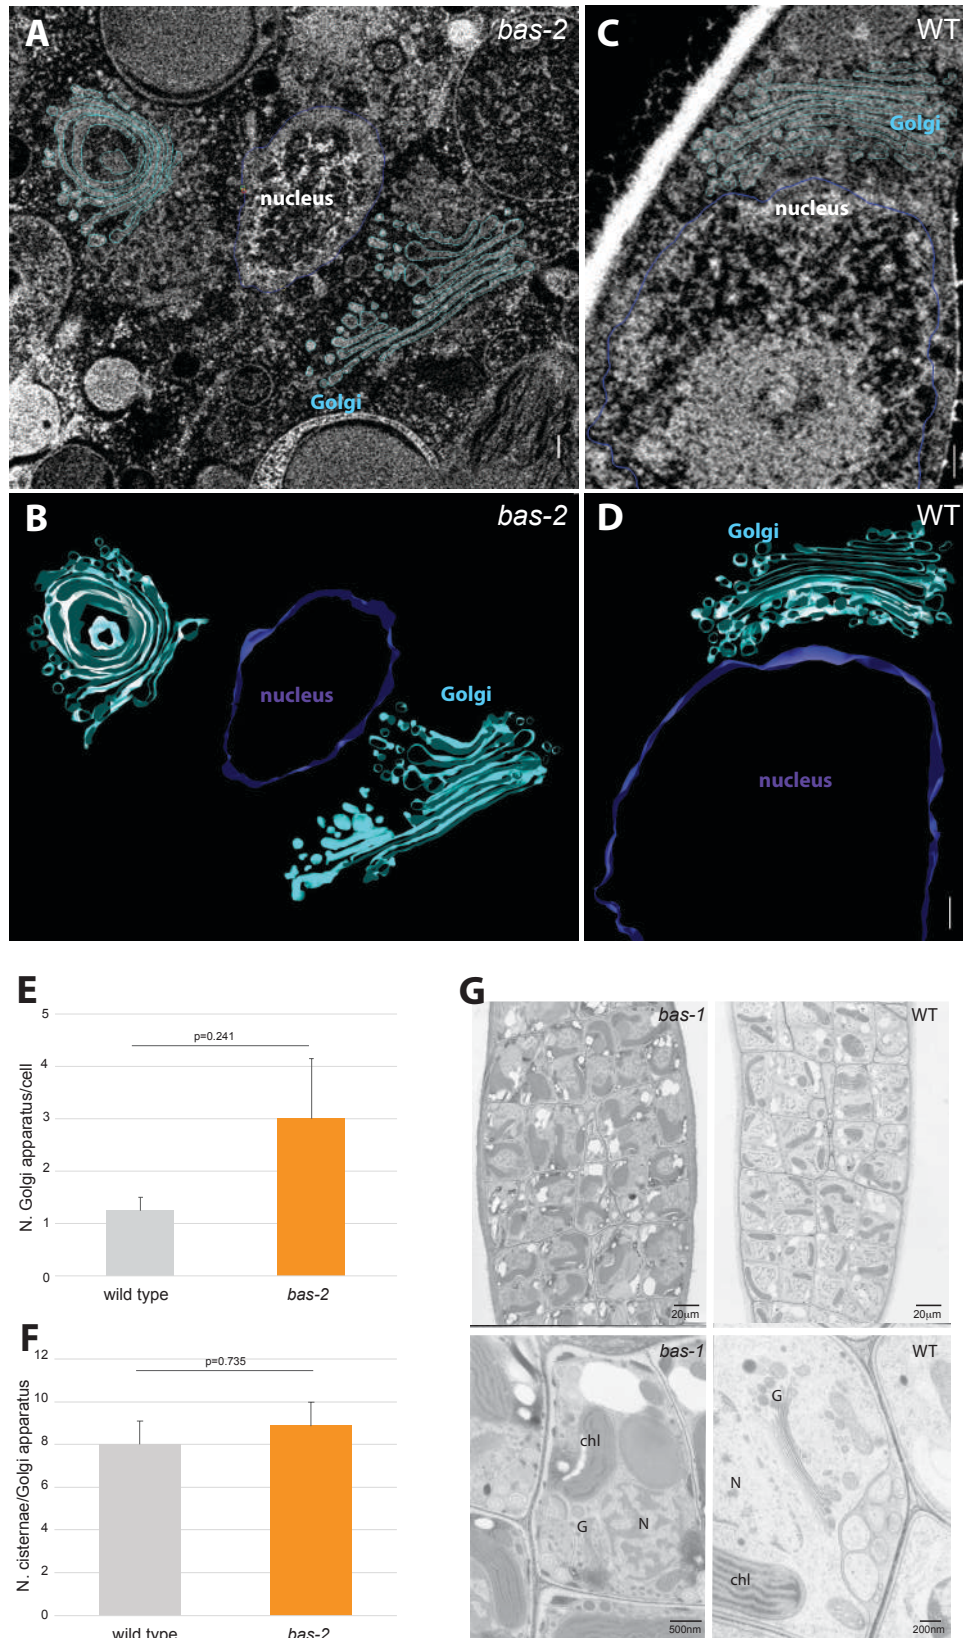 A
bas-2
nucleus
Golgi
C
WT
Golgi
nucleus
B
bas-2
nucleus
Golgi
D
WT
Golgi
nucleus
E
N. Golgi apparatus/cell
5
4
3
2
1
0
p=0.241
wild type
bas-2
F
N. cisternae/Golgi apparatus
12
10
8
6
4
2
0
p=0.735
wild type
bas-2
G
bas-1
20µm
WT
20µm
bas-1
chl
G
N
500nm
WT
G
N
chl
200nm